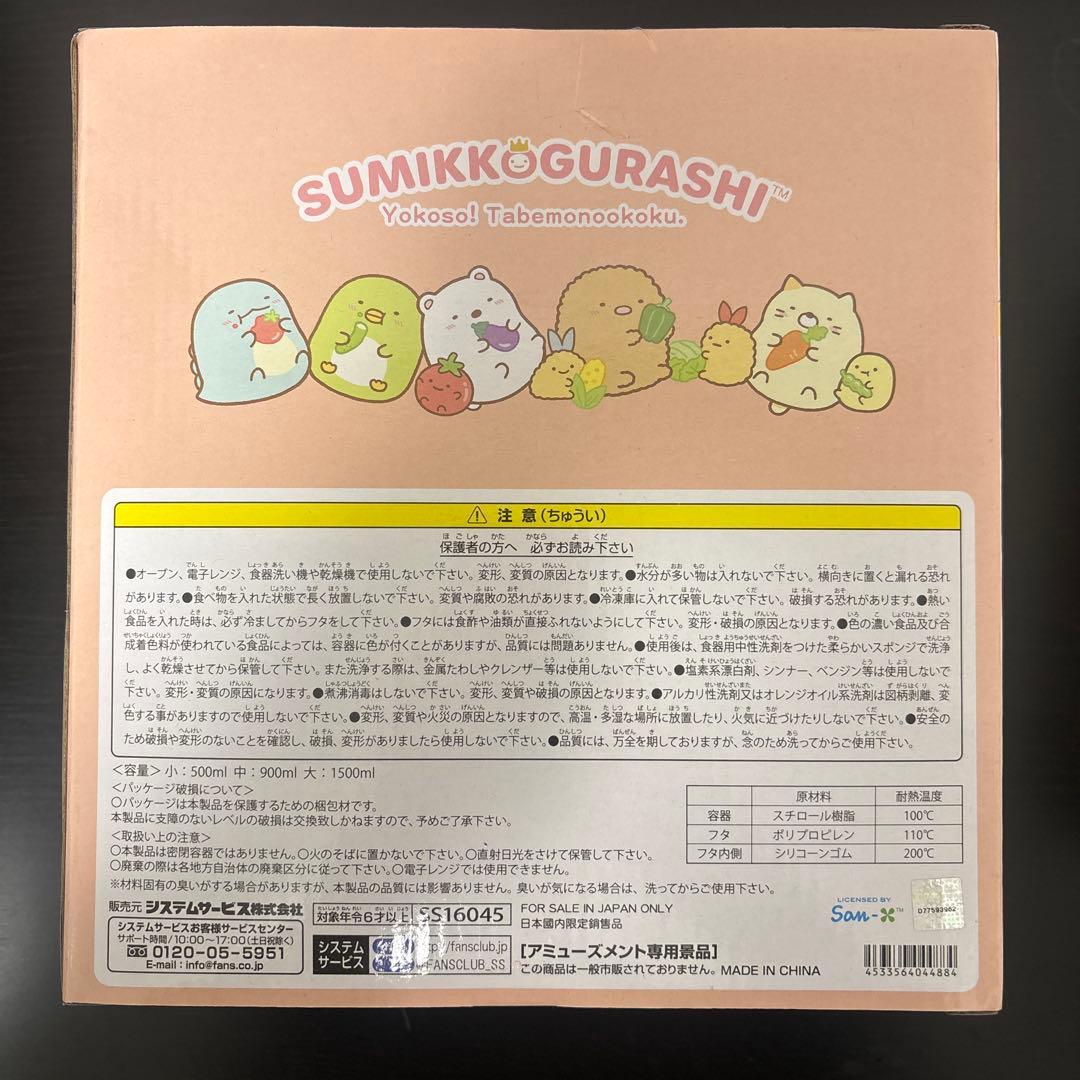 SUMIKKOGURASHI™
Yokoso! Tabemonookoku.
⚠ 注意(ちゅうい)
保護者の方へ 必ずお読み下さい
●オーブン、電子レンジ、食器洗い機や乾燥機で使用しないで下さい。変形、変質の原因となります。●水分が多い物は入れないで下さい。横向きに置くと漏れる恐れ
があります。●食べ物を入れた状態で長く放置しないで下さい。変質や腐敗の恐れがあります。●冷凍庫に入れて保管しないで下さい。破損する恐れがあります。●熱い
食品を入れた時は、必ず冷ましてからフタをして下さい。●フタには食酢や油類が直接ふれないようにして下さい。変形・破損の原因となります。●色の濃い食品及び合
成着色料が使われている食品によっては、容器に色が付くことがありますが、品質には問題ありません。●使用後は、食器用中性洗剤をつけた柔らかいスポンジで洗浄
し、よく乾燥させてから保管して下さい。また洗浄する際は、金属たわしやクレンザー等は使用しないで下さい。●塩素系漂白剤、シンナー、ベンジン等は使用しないで
下さい。変形・変質の原因になります。●煮沸消毒はしないで下さい。変形、変質や破損の原因となります。●アルカリ性洗剤又はオレンジオイル系洗剤は図柄剥離、変
色する事がありますので使用しないで下さい。●変形、変質や火災の原因となりますので、高温・多湿な場所に放置したり、火気に近づけたりしないで下さい。●安全の
ため破損や変形のないことを確認し、破損、変形がありましたら使用しないで下さい。●品質には、万全を期しておりますが、念のため洗ってからご使用下さい。
<容量> 小:500ml 中:900ml 大:1500ml
<パッケージ破損について>
○パッケージは本製品を保護するための梱包材です。
本製品に支障のないレベルの破損は交換致しかねますので、予めご了承下さい。
<取扱い上の注意>
○本製品は密閉容器ではありません。○火のそばに置かないで下さい。○直射日光をさけて保管して下さい。
○廃棄の際は各地方自治体の廃棄区分に従って下さい。○電子レンジでは使用できません。
※材料固有の臭いがする場合がありますが、本製品の品質には影響ありません。臭いが気になる場合は、洗ってからご使用下さい。
原材料 耐熱温度
容器 スチロール樹脂 100℃
フタ ポリプロピレン 110℃
フタ内側 シリコーンゴム 200℃
販売元 システムサービス株式会社
システムサービスお客様サービスセンター
サポート時間/10:00~17:00(土日祝除く)
0120-05-5951
E-mail:info@fans.co.jp
対象年令6才以上 SS16045
システム
サービス
http://fansclub.jp
@FANSCLUB_SS
FOR SALE IN JAPAN ONLY
日本國内限定銷售品
[アミューズメント専用景品]
この商品は一般市販されておりません。MADE IN CHINA
LICENSED BY
San-X™
4533564044884